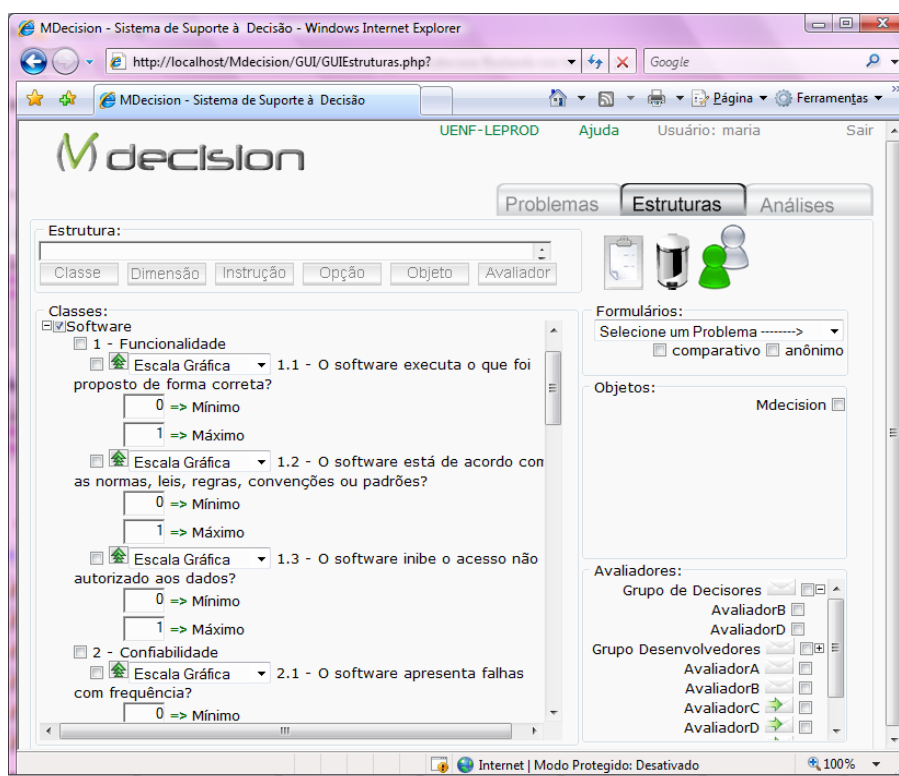 MDecision - Sistema de Suporte à Decisão - Windows Internet Explorer
http://localhost/Mdecision/GUI/GUIEstruturas.php?
Google
MDecision - Sistema de Suporte à Decisão
Página
Ferramentas
UENF-LEPROD Ajuda Usuário: maria Sair
Mdecision
Problemas Estruturas Análises
Estrutura:
Classe Dimensão Instrução Opção Objeto Avaliador
Classes:
Software
1 - Funcionalidade
Escala Gráfica 1.1 - O software executa o que foi
proposto de forma correta?
0 => Mínimo
1 => Máximo
Escala Gráfica 1.2 - O software está de acordo com
as normas, leis, regras, convenções ou padrões?
0 => Mínimo
1 => Máximo
Escala Gráfica 1.3 - O software inibe o acesso não
autorizado aos dados?
0 => Mínimo
1 => Máximo
2 - Confiabilidade
Escala Gráfica 2.1 - O software apresenta falhas
com frequência?
0 => Mínimo
Formulários:
Selecione um Problema -------->
comparativo anônimo
Objetos:
Mdecision
Avaliadores:
Grupo de Decisores
AvaliadorB
AvaliadorD
Grupo Desenvolvedores
AvaliadorA
AvaliadorB
AvaliadorC
AvaliadorD
Internet | Modo Protegido: Desativado
100%